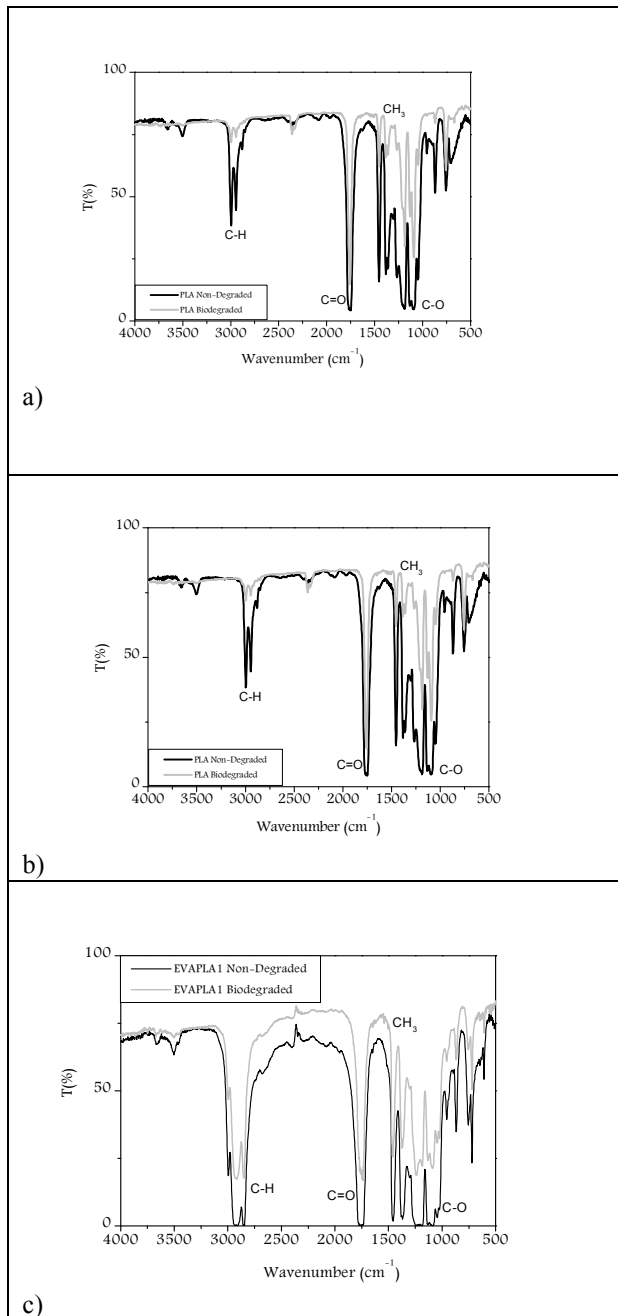 100
CH₃
50
T(%)
C-H
PLA Non-Degraded
PLA Biodegraded
C=O
C-O
0
4000 3500 3000 2500 2000 1500 1000 500
Wavenumber (cm⁻¹)
a)
100
CH₃
50
T(%)
C-H
PLA Non-Degraded
PLA Biodegraded
C=O
C-O
0
4000 3500 3000 2500 2000 1500 1000 500
Wavenumber (cm⁻¹)
b)
100
EVAPLA1 Non-Degraded
EVAPLA1 Biodegraded
CH₃
50
T(%)
C-H
C=O
C-O
0
4000 3500 3000 2500 2000 1500 1000 500
Wavenumber (cm⁻¹)
c)